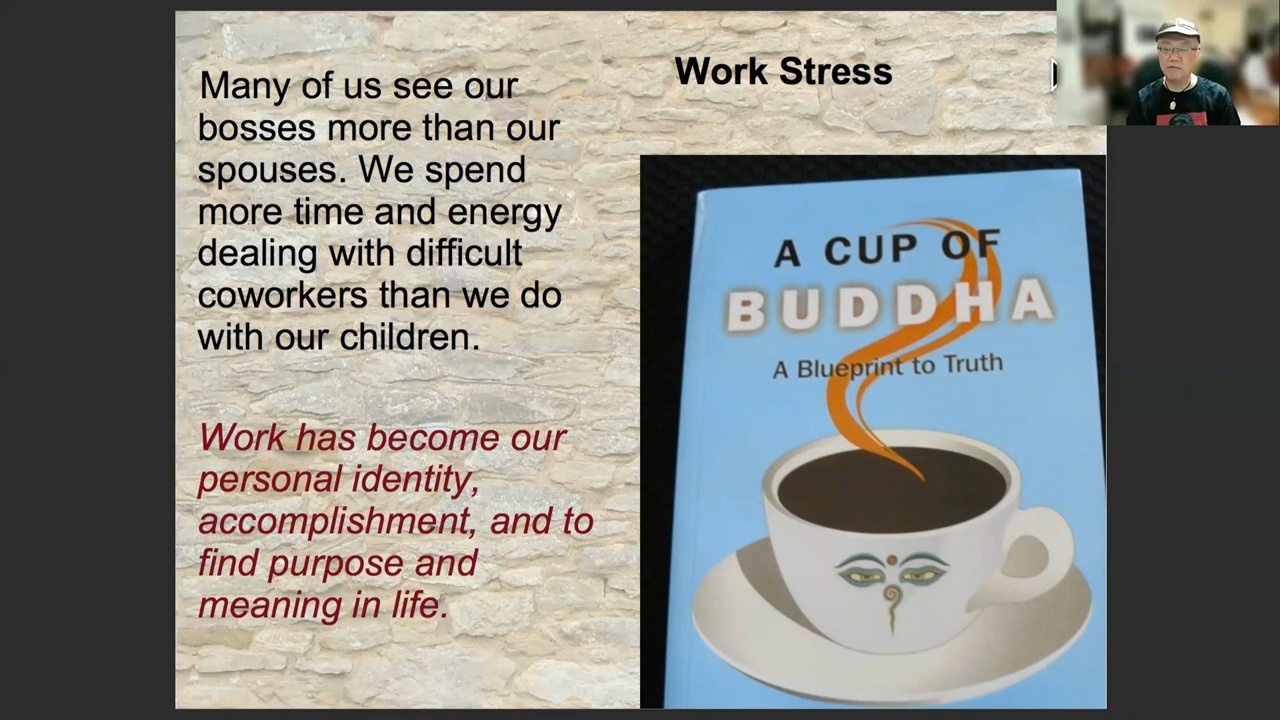 Many of us see our
bosses more than our
spouses. We spend
more time and energy
dealing with difficult
coworkers than we do
with our children.
Work has become our
personal identity,
accomplishment, and to
find purpose and
meaning in life.
Work Stress
A CUP OF
BUDDHA
A Blueprint to Truth